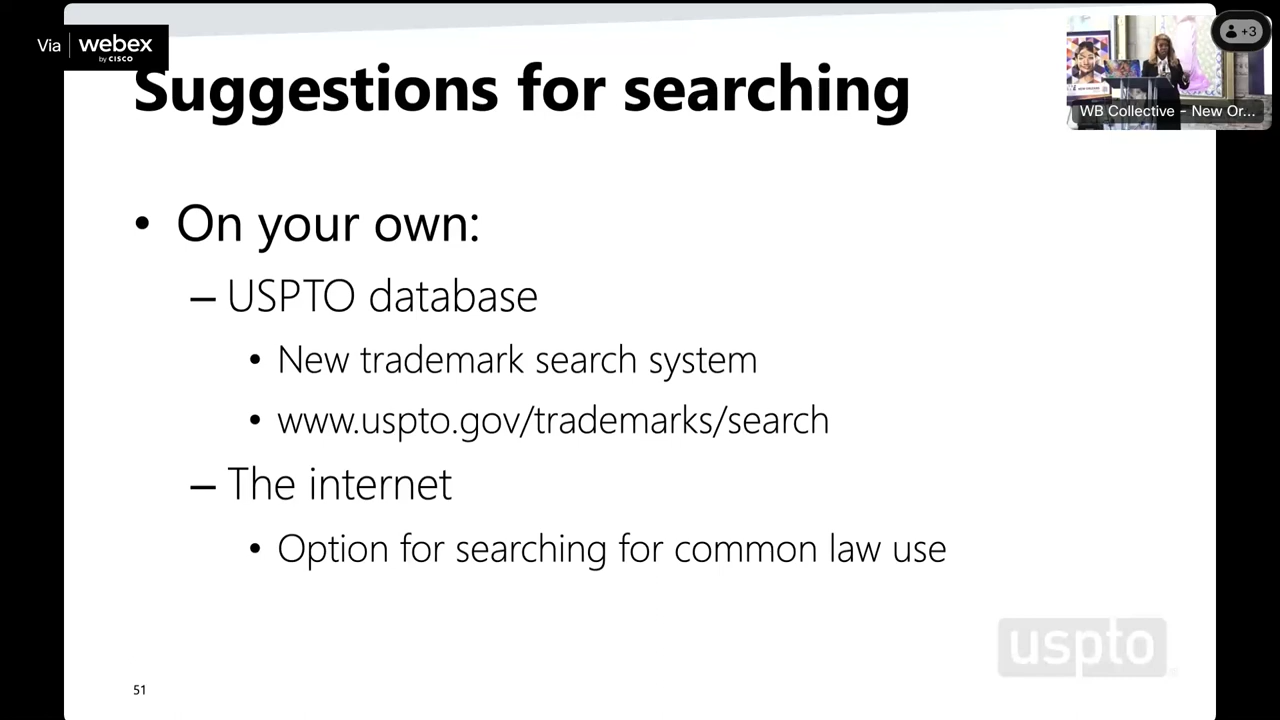 Via webex
by CISCO
+3
WB Collective - New Or...
Suggestions for searching
• On your own:
– USPTO database
• New trademark search system
• www.uspto.gov/trademarks/search
– The internet
• Option for searching for common law use
uspto
51